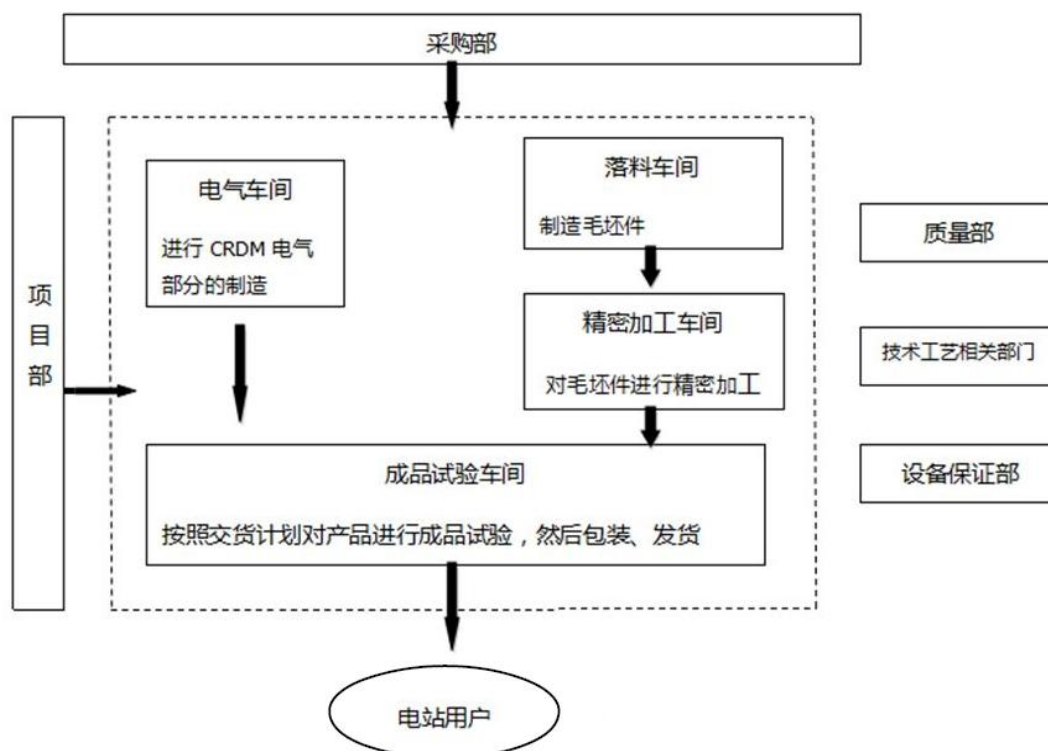 采购部
项目部
电气车间
进行 CRDM 电气
部分的制造
落料车间
制造毛坯件
精密加工车间
对毛坯件进行精密加工
成品试验车间
按照交货计划对产品进行成品试验，然后包装、发货
质量部
技术工艺相关部门
设备保证部
电站用户